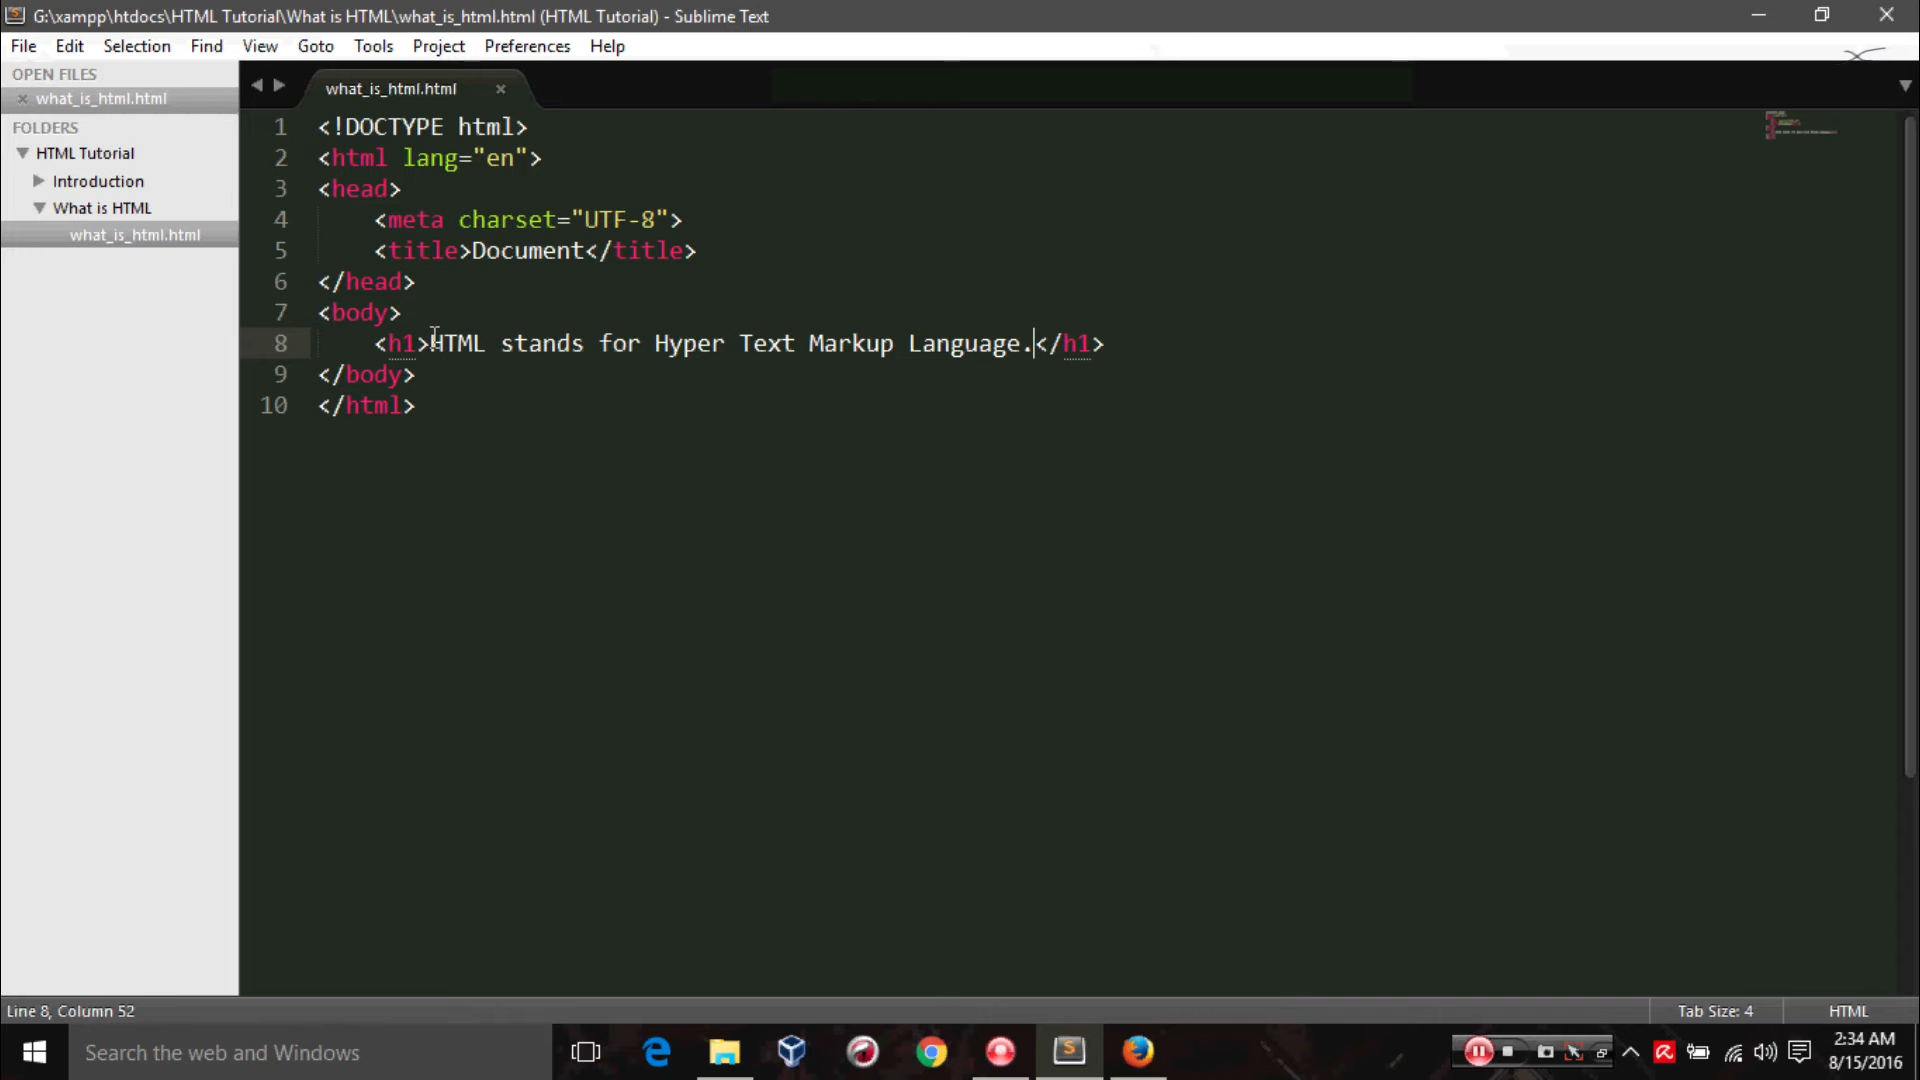 G:\xampp\htdocs\HTML Tutorial\What is HTML\what_is_html.html (HTML Tutorial) - Sublime Text
File Edit Selection Find View Goto Tools Project Preferences Help
OPEN FILES
what_is_html.html
FOLDERS
HTML Tutorial
Introduction
What is HTML
what_is_html.html
what_is_html.html
1 <!DOCTYPE html>
2 <html lang="en">
3 <head>
4 <meta charset="UTF-8">
5 <title>Document</title>
6 </head>
7 <body>
8 <h1>HTML stands for Hyper Text Markup Language.</h1>
9 </body>
10 </html>
Line 8, Column 52
Tab Size: 4
HTML
Search the web and Windows
2:34 AM
8/15/2016